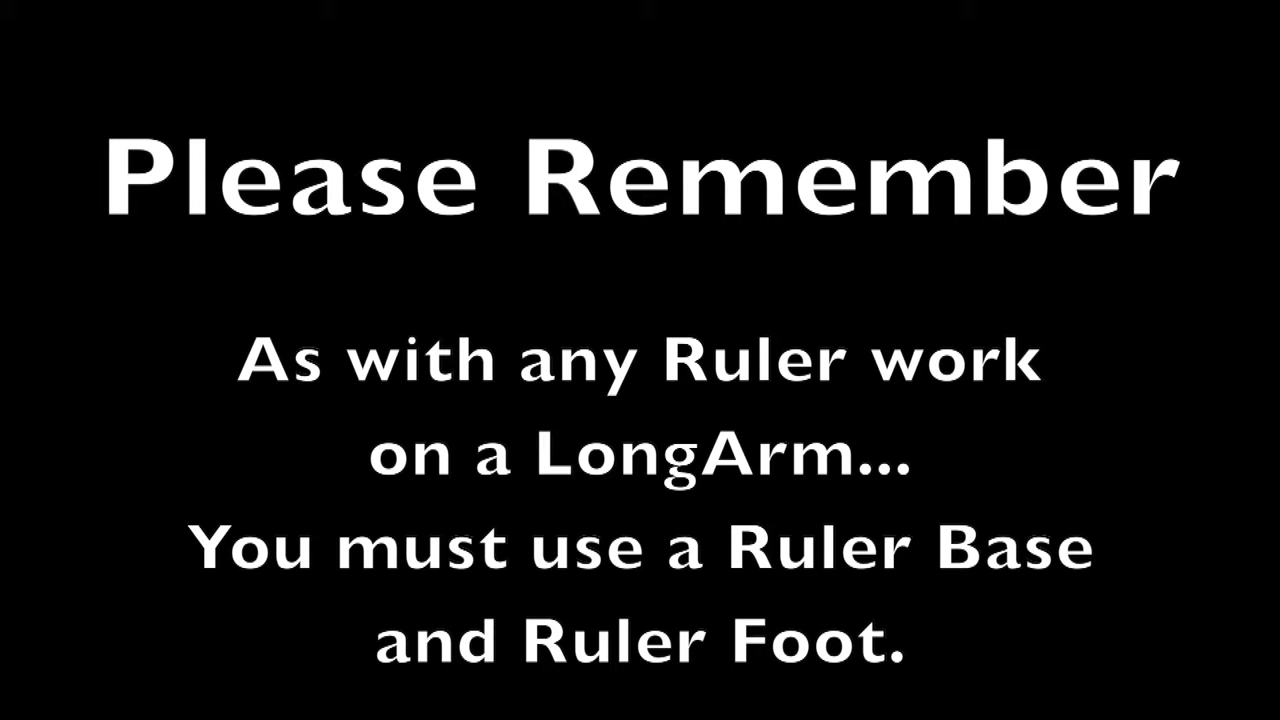 Please Remember
As with any Ruler work
on a LongArm...
You must use a Ruler Base
and Ruler Foot.